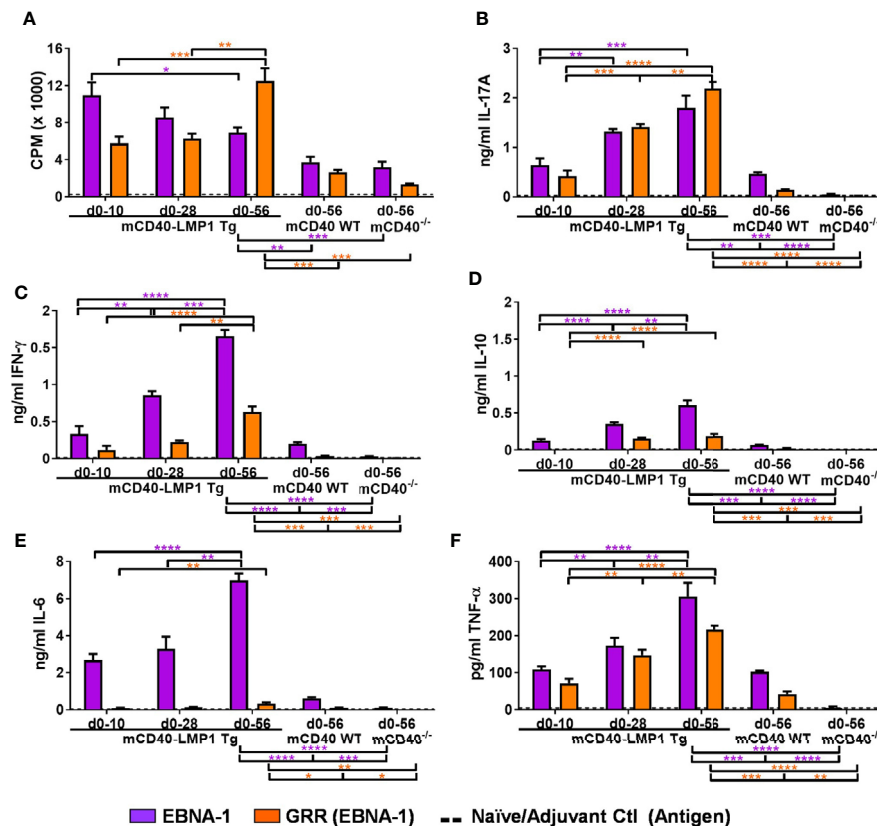 A
CPM (x 1000)
16
12
8
4
0
*** **
*
d0-10 d0-28 d0-56 d0-56 d0-56
mCD40-LMP1 Tg mCD40 WT mCD40-/-
***
**
***
***
B
ng/ml IL-17A
3
2
1
0
***
**
****
*** **
d0-10 d0-28 d0-56 d0-56 d0-56
mCD40-LMP1 Tg mCD40 WT mCD40-/-
***
** ****
****
**** ****
C
ng/ml IFN-γ
2
0.5
1
0.5
0
****
** ***
****
**
d0-10 d0-28 d0-56 d0-56 d0-56
mCD40-LMP1 Tg mCD40 WT mCD40-/-
****
**** ***
***
*** ***
D
ng/ml IL-10
2
1.5
1
0.5
0
****
**** **
****
****
d0-10 d0-28 d0-56 d0-56 d0-56
mCD40-LMP1 Tg mCD40 WT mCD40-/-
****
*** ****
***
*** ***
E
ng/ml IL-6
8
6
4
2
0
****
**
**
d0-10 d0-28 d0-56 d0-56 d0-56
mCD40-LMP1 Tg mCD40 WT mCD40-/-
****
*** ***
**
* *
F
pg/ml TNF-α
400
300
200
100
0
****
** **
****
** **
d0-10 d0-28 d0-56 d0-56 d0-56
mCD40-LMP1 Tg mCD40 WT mCD40-/-
****
*** ****
****
*** **
EBNA-1 GRR (EBNA-1) Naïve/Adjuvant Ctl (Antigen)